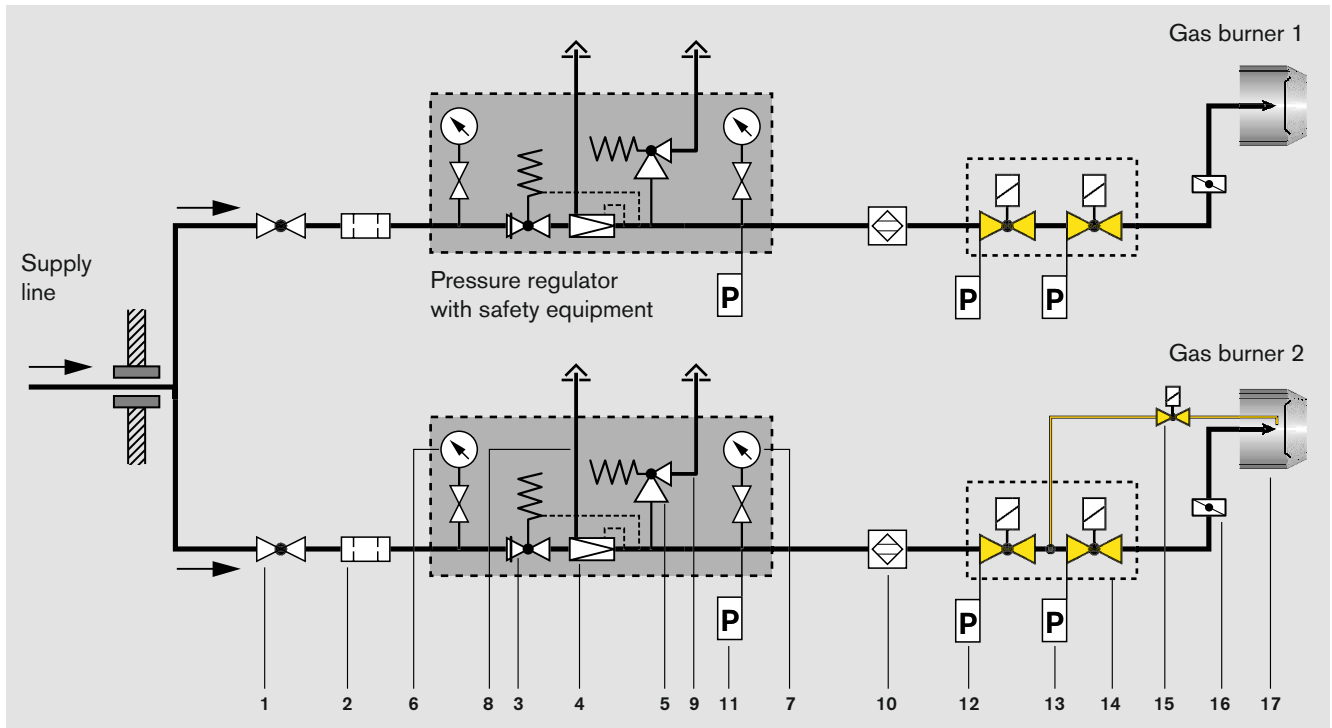 Gas burner 1
Supply
line
Pressure regulator
with safety equipment
P
P
P
Gas burner 2
P
P
P
1 2 6 8 3 4 5 9 11 7 10 12 13 14 15 16 17